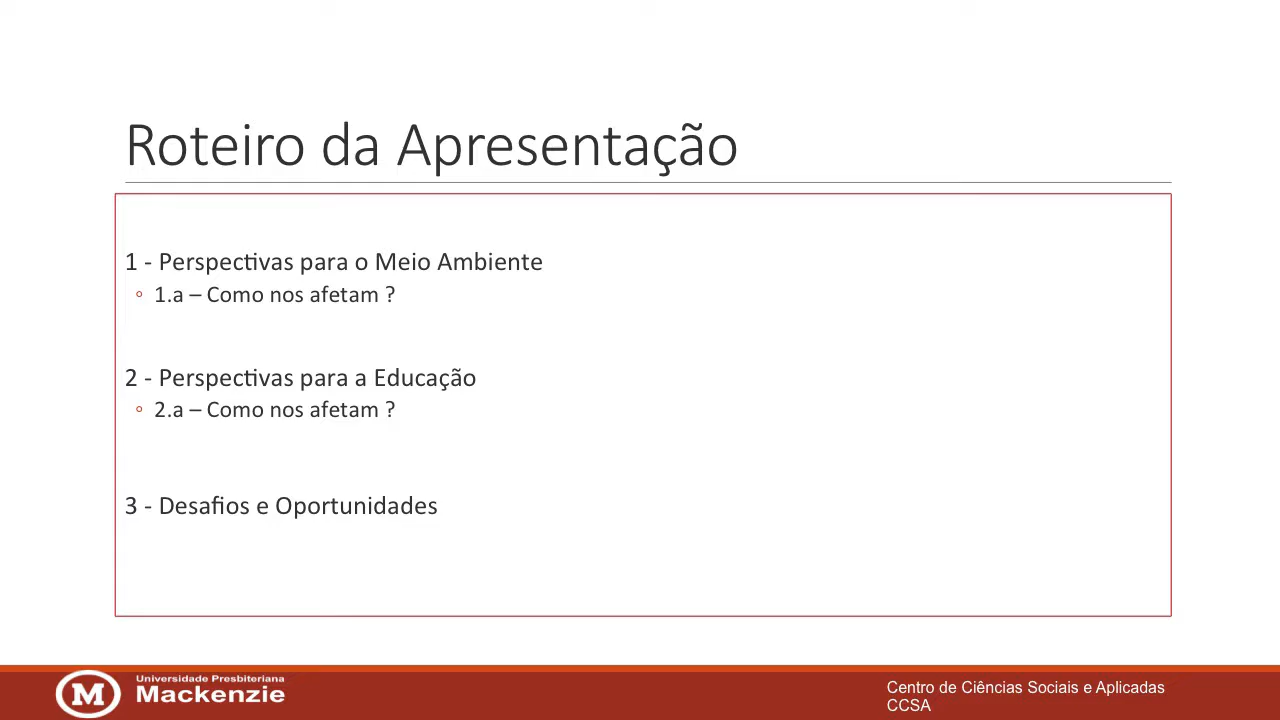 Roteiro da Apresentação
1 - Perspectivas para o Meio Ambiente
◦ 1.a – Como nos afetam ?
2 - Perspectivas para a Educação
◦ 2.a – Como nos afetam ?
3 - Desafios e Oportunidades
M
Universidade Presbiteriana
Mackenzie
Centro de Ciências Sociais e Aplicadas
CCSA